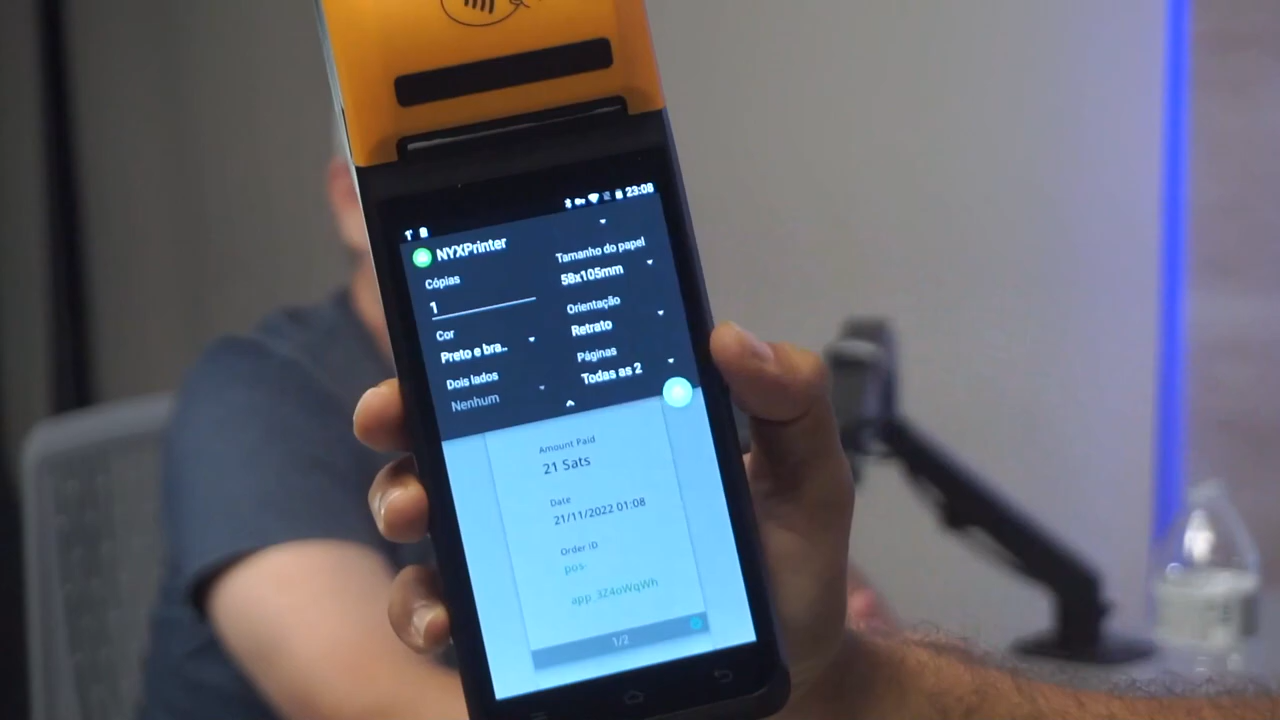 23:08
NYXPrinter
Cópias
1
Tamanho do papel
58x105mm
Cor
Preto e bra..
Orientação
Retrato
Dois lados
Nenhum
Páginas
Todas as 2
Amount Paid
21 Sats
Date
21/11/2022 01:08
Order ID
pos-
app_3Z4oWqWh
1/2